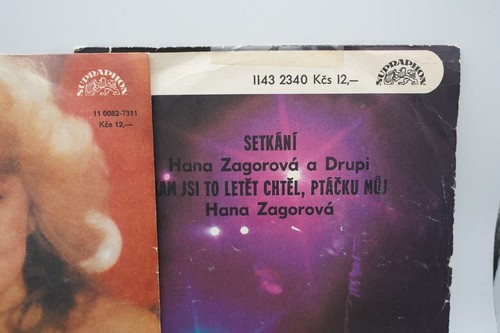 SUPRAPHON
11 0082-7311
Kčs 12,—
1143 2340 Kčs 12,—
SUPRAPHON
SETKÁNÍ
Hana Zagorová a Drupi
JSI TO LETĚT CHTĚL, PTÁČKU MŮJ
Hana Zagorová